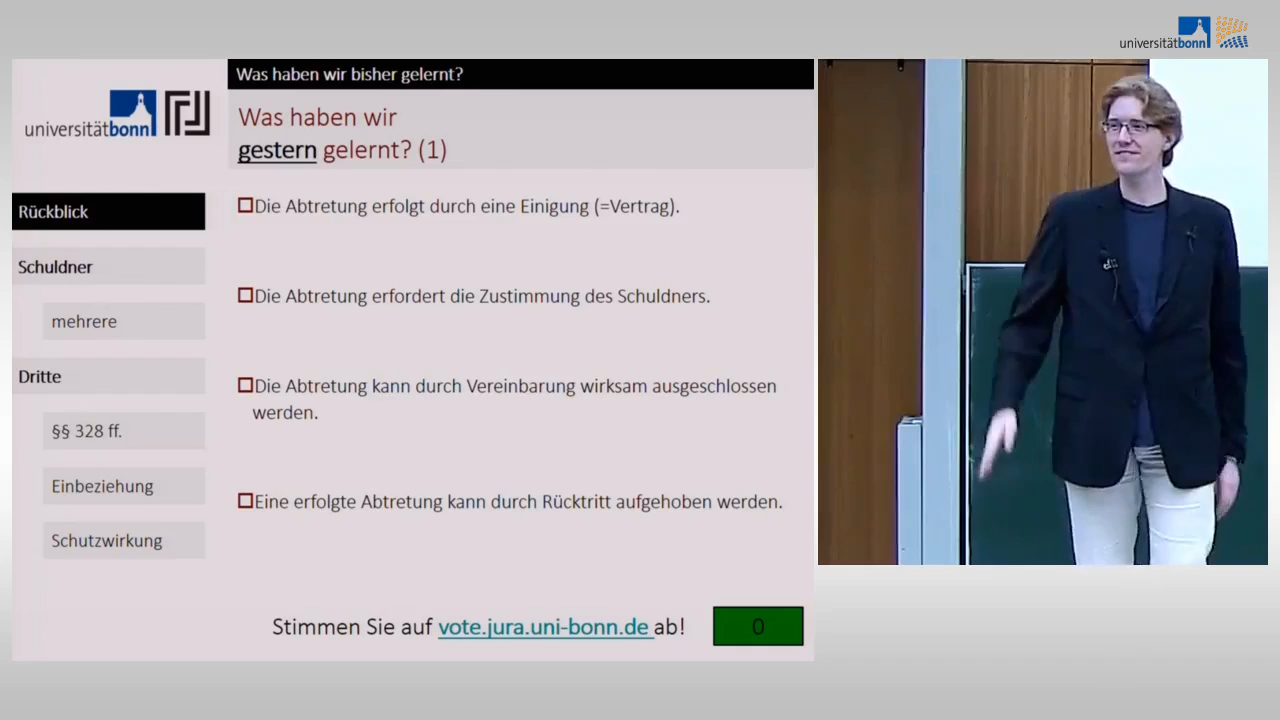 universitätbonn
Was haben wir bisher gelernt?
universitätbonn
Was haben wir
gestern gelernt? (1)
Rückblick
Schuldner
mehrere
Dritte
§§ 328 ff.
Einbeziehung
Schutzwirkung
Die Abtretung erfolgt durch eine Einigung (=Vertrag).
Die Abtretung erfordert die Zustimmung des Schuldners.
Die Abtretung kann durch Vereinbarung wirksam ausgeschlossen
werden.
Eine erfolgte Abtretung kann durch Rücktritt aufgehoben werden.
Stimmen Sie auf vote.jura.uni-bonn.de ab!
0